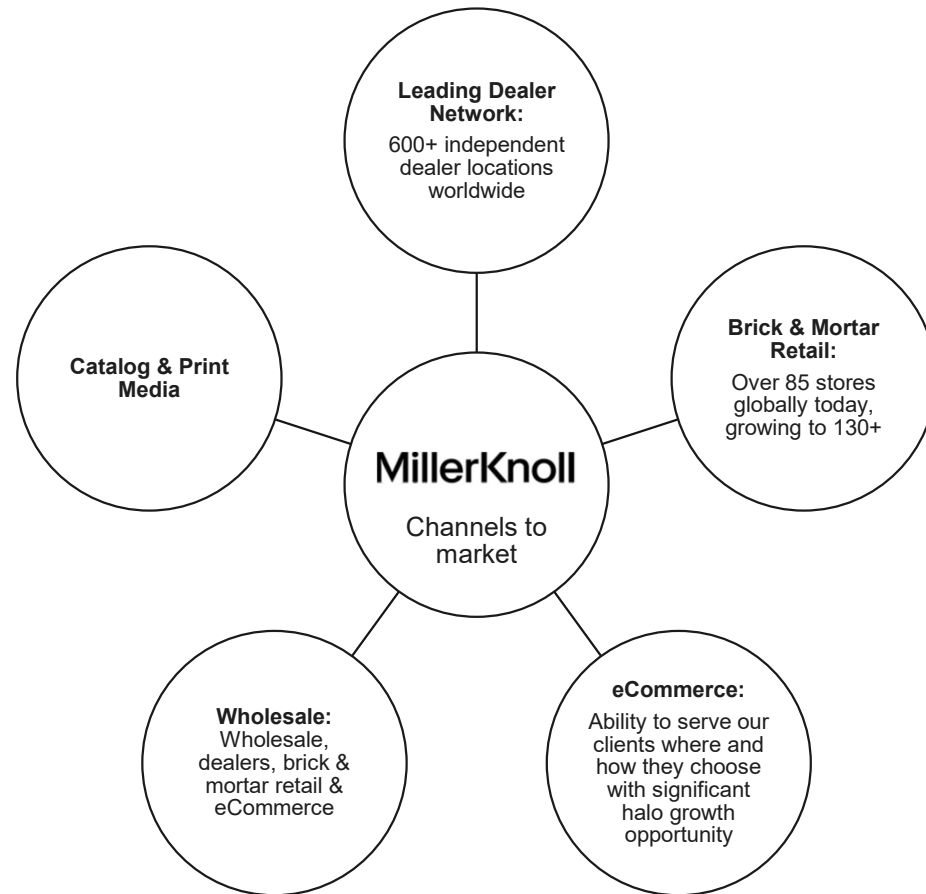 Leading Dealer
Network:
600+ independent
dealer locations
worldwide
Catalog & Print
Media
Brick & Mortar
Retail:
Over 85 stores
globally today,
growing to 130+
MillerKnoll
Channels to
market
Wholesale:
Wholesale,
dealers, brick &
mortar retail &
eCommerce
eCommerce:
Ability to serve our
clients where and
how they choose
with significant
halo growth
opportunity